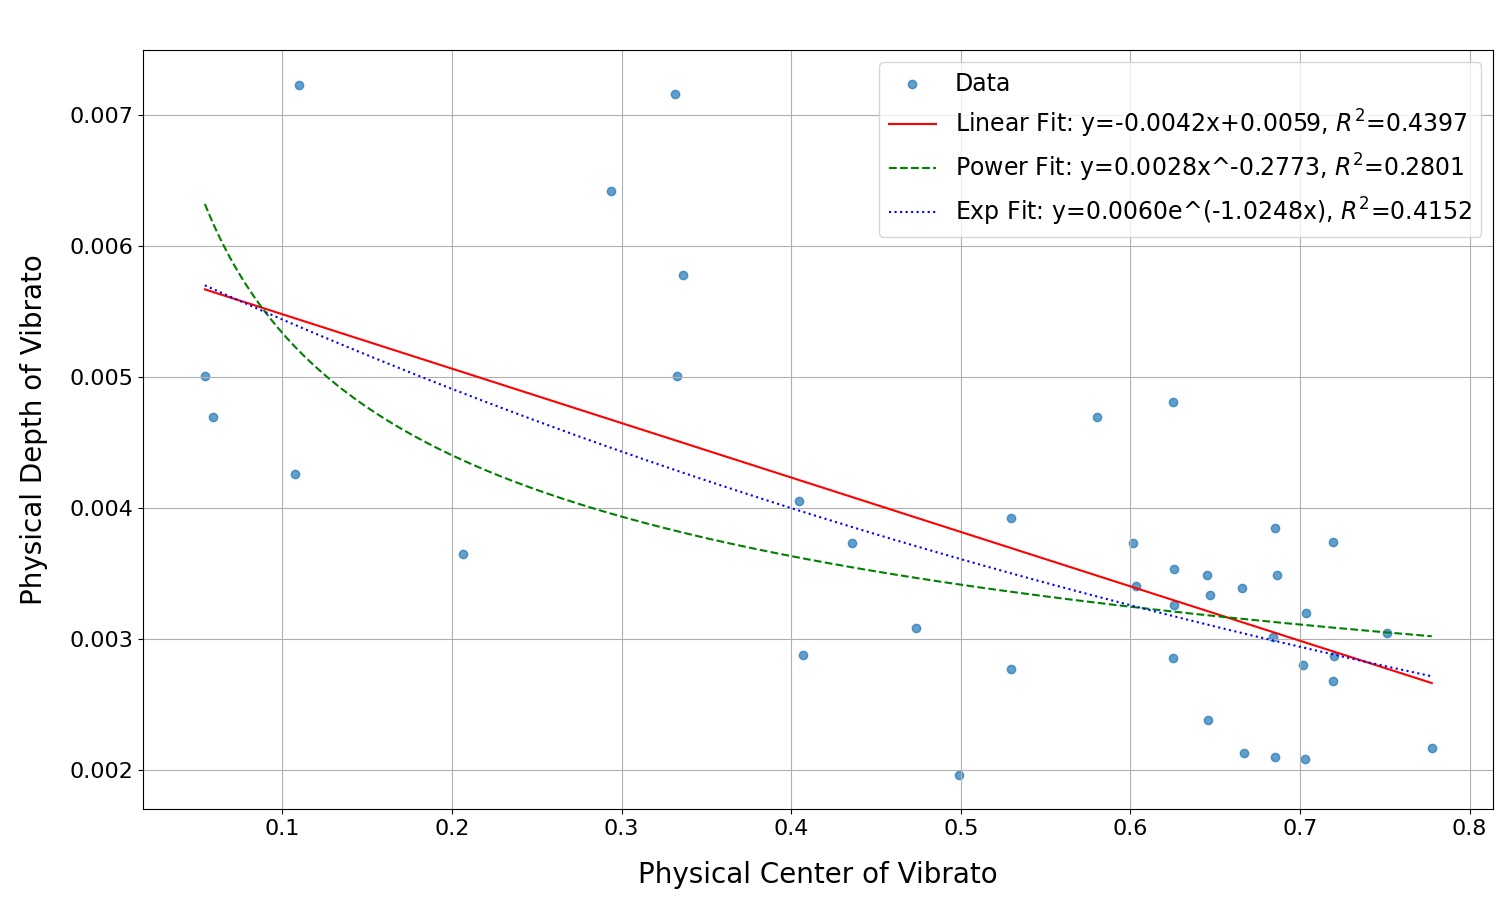 Data
Linear Fit: y=-0.0042x+0.0059, R²=0.4397
Power Fit: y=0.0028x^-0.2773, R²=0.2801
Exp Fit: y=0.0060e^(-1.0248x), R²=0.4152
0.007
0.006
0.005
0.004
0.003
0.002
Physical Depth of Vibrato
0.1 0.2 0.3 0.4 0.5 0.6 0.7 0.8
Physical Center of Vibrato